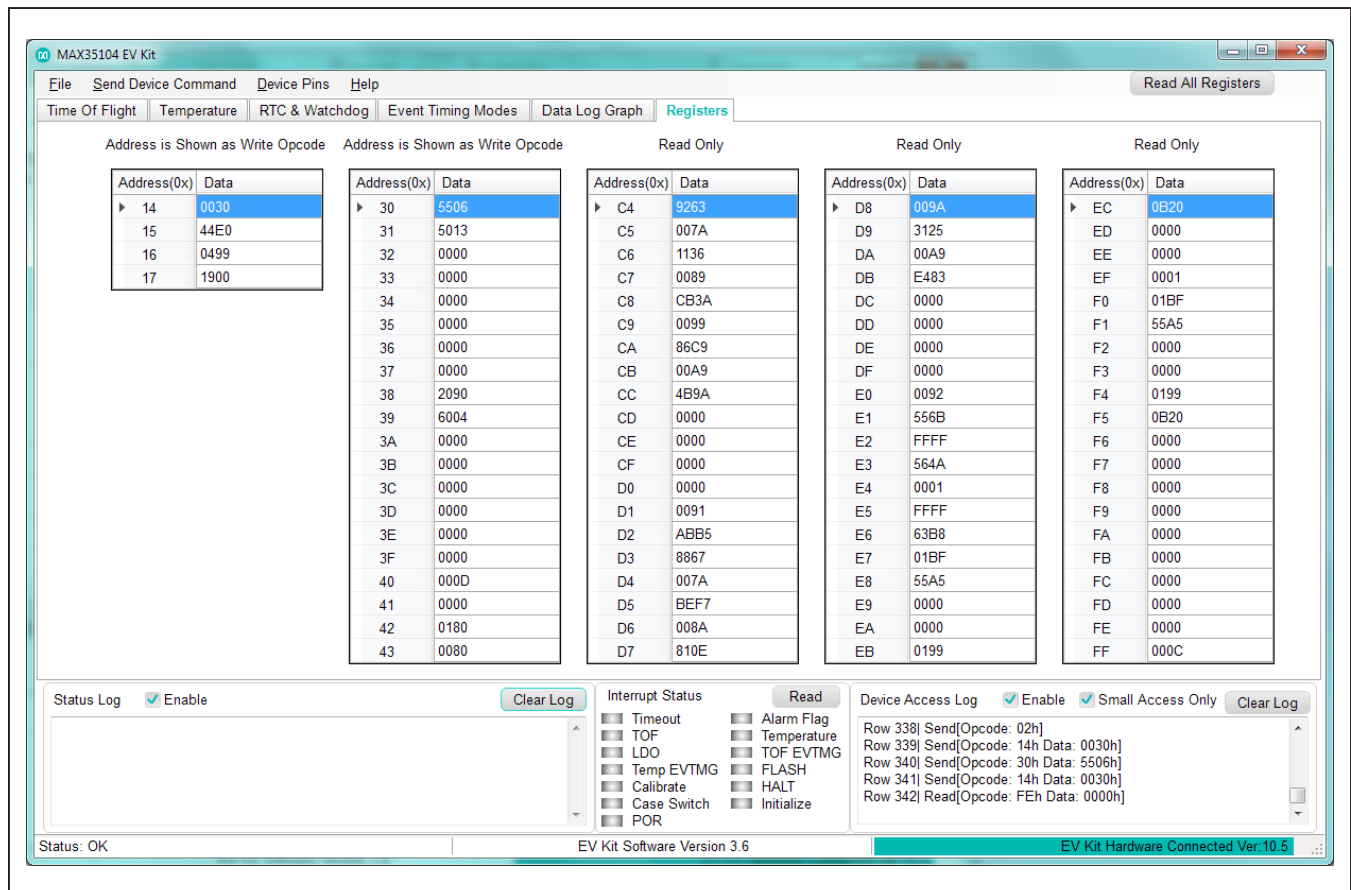 MAX35104 EV Kit
File Send Device Command Device Pins Help Read All Registers
Time Of Flight Temperature RTC & Watchdog Event Timing Modes Data Log Graph Registers
Address is Shown as Write Opcode Address is Shown as Write Opcode Read Only Read Only Read Only
Address(0x) Data Address(0x) Data Address(0x) Data Address(0x) Data Address(0x) Data
14 0030 30 5506 C4 9263 D8 009A EC 0B20
15 44E0 31 5013 C5 007A D9 3125 ED 0000
16 0499 32 0000 C6 1136 DA 00A9 EE 0000
17 1900 33 0000 C7 0089 DB E483 EF 0001
34 0000 C8 CB3A DC 0000 F0 01BF
35 0000 C9 0099 DD 0000 F1 55A5
36 0000 CA 86C9 DE 0000 F2 0000
37 0000 CB 00A9 DF 0000 F3 0000
38 2090 CC 4B9A E0 0092 F4 0199
39 6004 CD 0000 E1 556B F5 0B20
3A 0000 CE 0000 E2 FFFF F6 0000
3B 0000 CF 0000 E3 564A F7 0000
3C 0000 D0 0000 E4 0001 F8 0000
3D 0000 D1 0091 E5 FFFF F9 0000
3E 0000 D2 ABB5 E6 63B8 FA 0000
3F 0000 D3 8867 E7 01BF FB 0000
40 000D D4 007A E8 55A5 FC 0000
41 0000 D5 BEF7 E9 0000 FD 0000
42 0180 D6 008A EA 0000 FE 0000
43 0080 D7 810E EB 0199 FF 000C
Status Log Enable Clear Log
Interrupt Status Read
Timeout Alarm Flag
TOF Temperature
LDO TOF EVTMG
Temp EVTMG FLASH
Calibrate HALT
Case Switch Initialize
POR
Device Access Log Enable Small Access Only Clear Log
Row 338| Send[Opcode: 02h]
Row 339| Send[Opcode: 14h Data: 0030h]
Row 340| Send[Opcode: 30h Data: 5506h]
Row 341| Send[Opcode: 14h Data: 0030h]
Row 342| Read[Opcode: FEh Data: 0000h]
Status: OK EV Kit Software Version 3.6 EV Kit Hardware Connected Ver:10.5